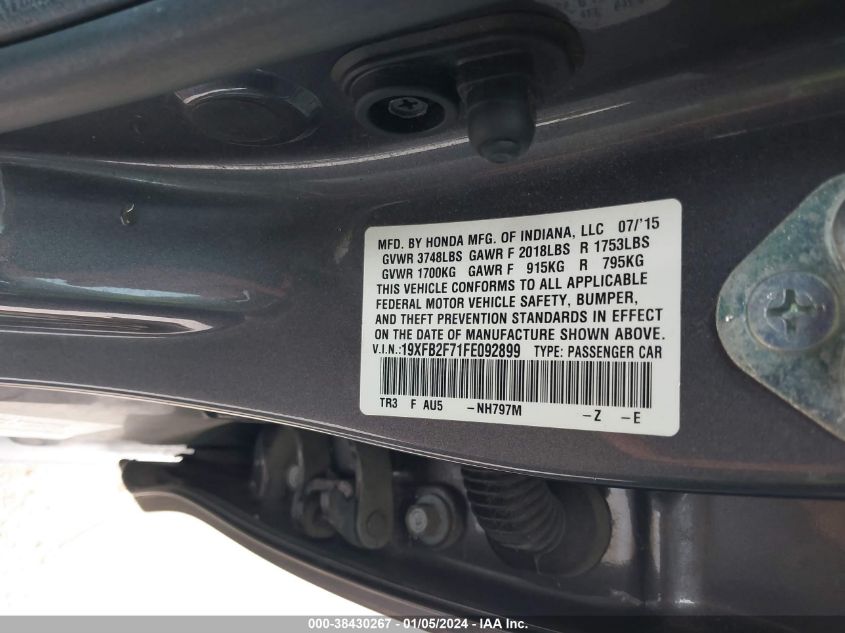 MFD. BY HONDA MFG. OF INDIANA, LLC 07/'15
GVWR 3748LBS GAWR F 2018LBS R 1753LBS
GVWR 1700KG GAWR F 915KG R 795KG
THIS VEHICLE CONFORMS TO ALL APPLICABLE
FEDERAL MOTOR VEHICLE SAFETY, BUMPER,
AND THEFT PREVENTION STANDARDS IN EFFECT
ON THE DATE OF MANUFACTURE SHOWN ABOVE.
V.I.N.:19XFB2F71FE092899 TYPE: PASSENGER CAR
TR3 F AU5 -NH797M -Z -E
000-38430267 - 01/05/2024 - IAANS.COM